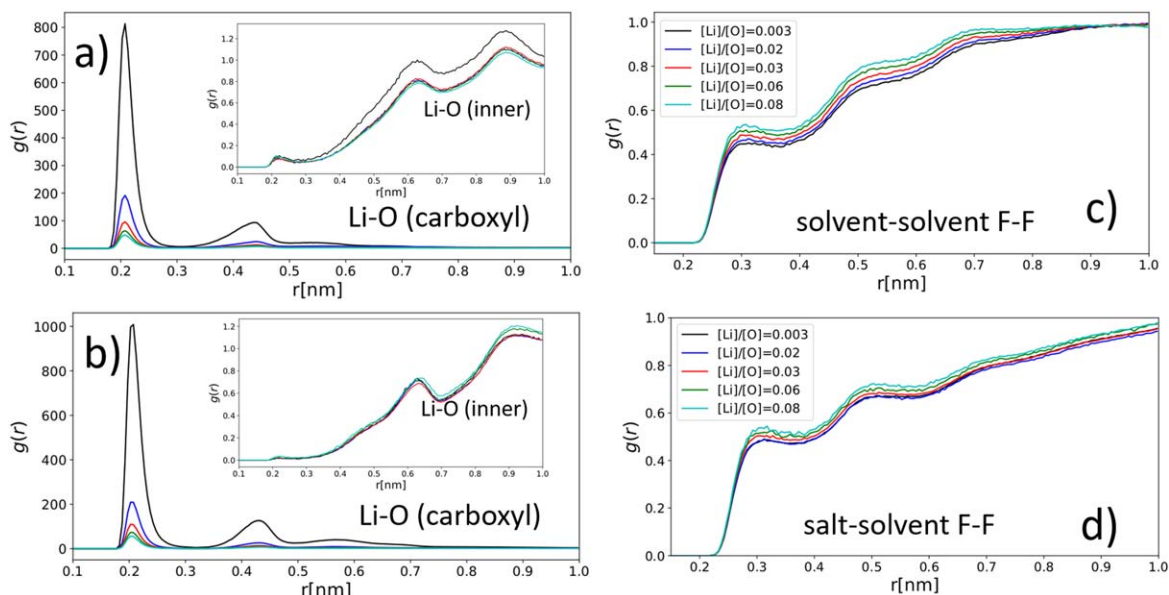 a)
g(r)
800
700
600
500
400
300
200
100
0
0.1 0.2 0.3 0.4 0.5 0.6 0.7 0.8 0.9 1.0
r[nm]
Li-O (carboxyl)
g(r)
1.2
1.0
0.8
0.6
0.4
0.2
0.0
0.1 0.2 0.3 0.4 0.5 0.6 0.7 0.8 0.9 1.0
r[nm]
Li-O (inner)
b)
g(r)
1000
800
600
400
200
0
0.1 0.2 0.3 0.4 0.5 0.6 0.7 0.8 0.9 1.0
r[nm]
Li-O (carboxyl)
g(r)
1.2
1.0
0.8
0.6
0.4
0.2
0.0
0.1 0.2 0.3 0.4 0.5 0.6 0.7 0.8 0.9 1.0
r[nm]
Li-O (inner)
c)
g(r)
1.0
0.8
0.6
0.4
0.2
0.0
[Li]/[O]=0.003
[Li]/[O]=0.02
[Li]/[O]=0.03
[Li]/[O]=0.06
[Li]/[O]=0.08
solvent-solvent F-F
0.2 0.3 0.4 0.5 0.6 0.7 0.8 0.9 1.0
r[nm]
d)
g(r)
1.0
0.8
0.6
0.4
0.2
0.0
[Li]/[O]=0.003
[Li]/[O]=0.02
[Li]/[O]=0.03
[Li]/[O]=0.06
[Li]/[O]=0.08
salt-solvent F-F
0.2 0.3 0.4 0.5 0.6 0.7 0.8 0.9 1.0
r[nm]